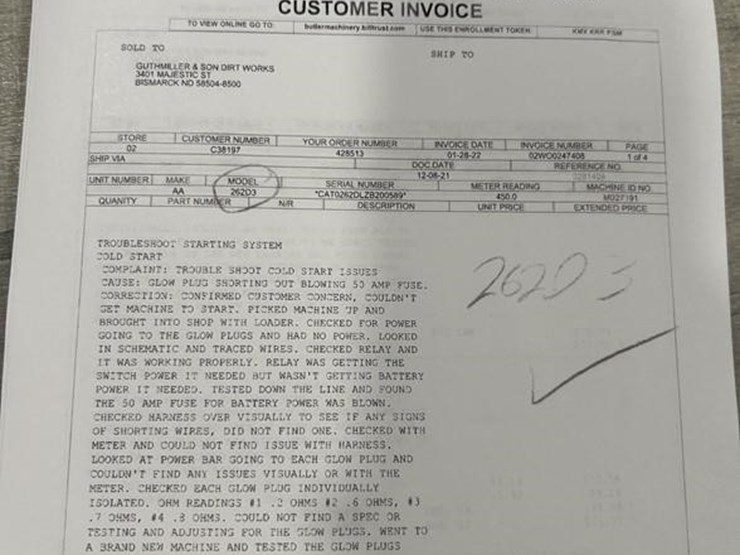 CUSTOMER INVOICE
TO VIEW ONLINE GO TO: butlermachinery.billtrust.com USE THIS ENROLLMENT TOKEN:
SOLD TO
SHIP TO
GUTHMILLER & SON DIRT WORKS
3401 MAJESTIC ST
BISMARCK ND 58504-8500
STORE CUSTOMER NUMBER YOUR ORDER NUMBER INVOICE DATE INVOICE NUMBER PAGE
02 C38197 428513 01-28-22 02WO0247408 1 of 4
SHIP VIA DOC.DATE REFERENCE NO.
12-08-21
UNIT NUMBER MAKE MODEL SERIAL NUMBER METER READING MACHINE ID NO.
AA 262D3 *CAT0262DLZB200589* 450.0 M027191
QUANTITY PART NUMBER N/R DESCRIPTION UNIT PRICE EXTENDED PRICE
TROUBLESHOOT STARTING SYSTEM
COLD START
COMPLAINT: TROUBLE SHOOT COLD START ISSUES
CAUSE: GLOW PLUG SHORTING OUT BLOWING 50 AMP FUSE.
CORRECTION: CONFIRMED CUSTOMER CONCERN, COULDN'T
GET MACHINE TO START. PICKED MACHINE UP AND
BROUGHT INTO SHOP WITH LOADER. CHECKED FOR POWER
GOING TO THE GLOW PLUGS AND HAD NO POWER. LOOKED
IN SCHEMATIC AND TRACED WIRES. CHECKED RELAY AND
IT WAS WORKING PROPERLY. RELAY WAS GETTING THE
SWITCH POWER IT NEEDED BUT WASN'T GETTING BATTERY
POWER IT NEEDED. TESTED DOWN THE LINE AND FOUND
THE 50 AMP FUSE FOR BATTERY POWER WAS BLOWN.
CHECKED HARNESS OVER VISUALLY TO SEE IF ANY SIGNS
OF SHORTING WIRES, DID NOT FIND ONE. CHECKED WITH
METER AND COULD NOT FIND ISSUE WITH HARNESS.
LOOKED AT POWER BAR GOING TO EACH GLOW PLUG AND
COULDN'T FIND ANY ISSUES VISUALLY OR WITH THE
METER. CHECKED EACH GLOW PLUG INDIVIDUALLY
ISOLATED. OHM READINGS #1 .2 OHMS #2 .6 OHMS, #3
.7 OHMS, #4 .8 OHMS. COULD NOT FIND A SPEC OR
TESTING AND ADJUSTING FOR THE GLOW PLUGS. WENT TO
A BRAND NEW MACHINE AND TESTED THE GLOW PLUGS
262D3